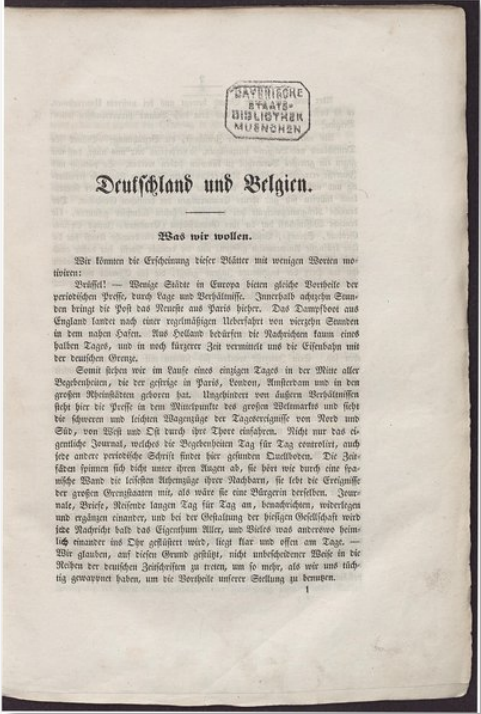 BAYERISCHE
STAATS-
BIBLIOTHEK
MUENCHEN
Deutschland und Belgien.
Was wir wollen.
Wir könnten die Erscheinung dieser Blätter mit wenigen Worten mo-
tiviren:
Brüssel! — Wenige Städte in Europa bieten gleiche Vortheile der
periodischen Presse, durch Lage und Verhältnisse. Innerhalb achtzehn Stun-
den bringt die Post das Neueste aus Paris hieher. Das Dampfboot aus
England landet nach einer regelmäßigen Ueberfahrt von vierzehn Stunden
in dem nahen Hafen. Aus Holland bedürfen die Nachrichten kaum eines
halben Tages, und in noch kürzerer Zeit vermittelt uns die Eisenbahn mit
der deutschen Grenze.
Somit stehen wir im Laufe eines einzigen Tages in der Mitte aller
Begebenheiten, die der gestrige in Paris, London, Amsterdam und in den
großen Rheinstädten geboren hat. Ungehindert von äußern Verhältnissen
steht hier die Presse in dem Mittelpunkte des großen Weltmarks und sieht
die schweren und leichten Wagenzüge der Tagesereignisse von Nord und
Süd, von West und Ost durch ihre Thore einfahren. Nicht nur das ei-
gentliche Journal, welches die Begebenheiten Tag für Tag controlirt, auch
jede andere periodische Schrift findet hier gesunden Quellboden. Die Zeit-
fäden spinnen sich dicht unter ihren Augen ab, sie hört wie durch eine spa-
nische Wand die leisesten Athemzüge ihrer Nachbarn, sie lebt die Ereignisse
der großen Grenzstaaten mit, als wäre sie eine Bürgerin derselben. Jour-
nale, Briefe, Reisende langen Tag für Tag an, benachrichten, widerlegen
und ergänzen einander, und bei der Gestaltung der hiesigen Gesellschaft wird
jede Nachricht bald das Eigenthum Aller, und Vieles was anderswo heim-
lich einander ins Ohr geflüstert wird, liegt klar und offen am Tage. —
Wir glauben, auf diesen Grund gestützt, nicht unbescheidener Weise in die
Reihen der deutschen Zeitschriften zu treten, um so mehr, als wir uns tüch-
tig gewappnet haben, um die Vortheile unserer Stellung zu benutzen.
1